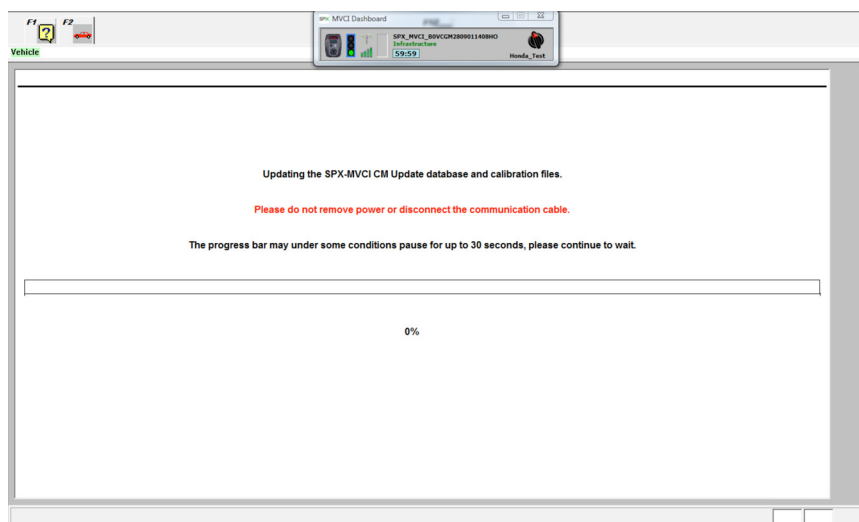 F1
F2
Vehicle
SPX MVCI Dashboard
SPX_MVCI_B0VCGM280901140BHO
Infrastructure
59:59
Honda_Test
Updating the SPX-MVCI CM Update database and calibration files.
Please do not remove power or disconnect the communication cable.
The progress bar may under some conditions pause for up to 30 seconds, please continue to wait.
0%